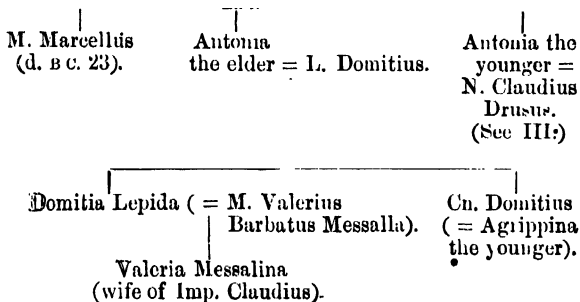 M. Marcellus
(d. B C. 23).
Antonia
the elder = L. Domitius.
Antonia the
younger =
N. Claudius
Drusus.
(See III.)
Domitia Lepida ( = M. Valerius
Barbatus Messalla).
Cn. Domitius
( = Agrippina
the younger).
Valeria Messalina
(wife of Imp. Claudius).